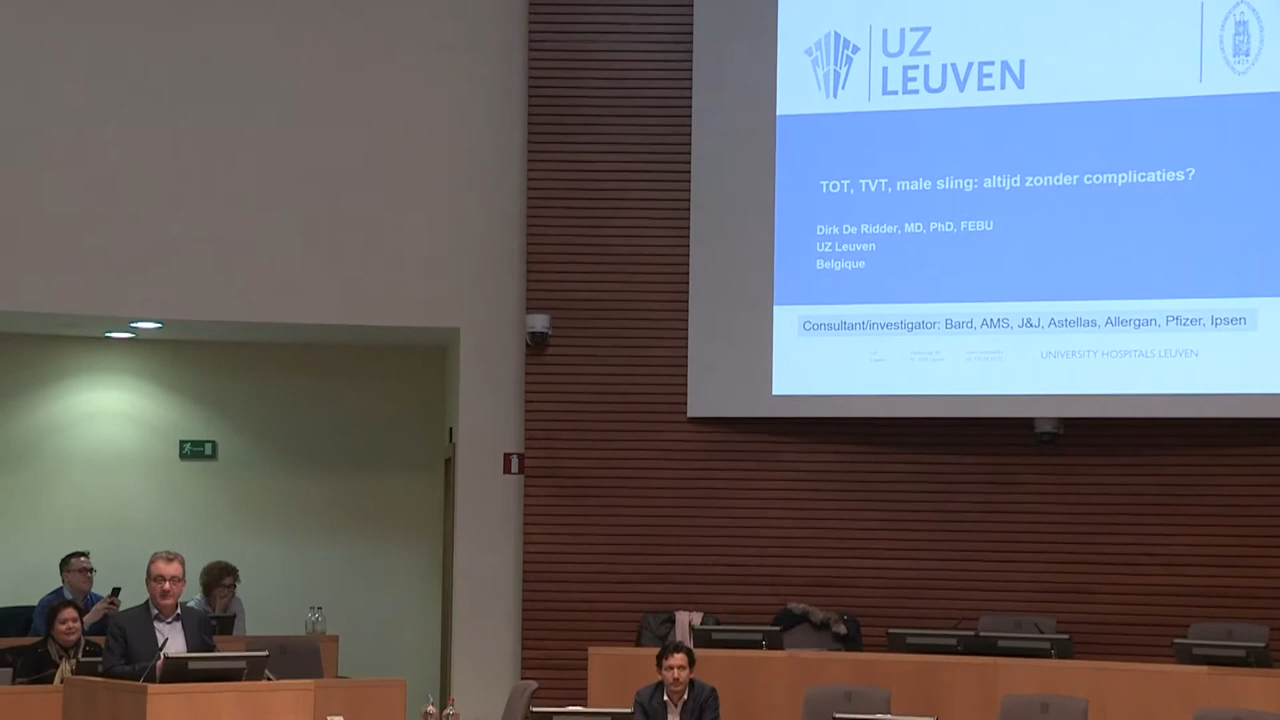 UZ
LEUVEN
TOT, TVT, male sling: altijd zonder complicaties?
Dirk De Ridder, MD, PhD, FEBU
UZ Leuven
Belgique
Consultant/investigator: Bard, AMS, J&J, Astellas, Allergan, Pfizer, Ipsen
UNIVERSITY HOSPITALS LEUVEN